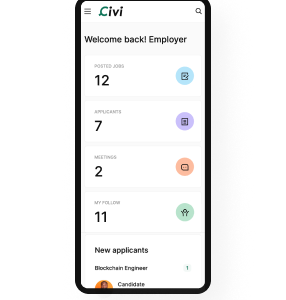 Civi
Welcome back! Employer
POSTED JOBS
12
APPLICANTS
7
MEETINGS
2
MY FOLLOW
11
New applicants
Blockchain Engineer
1
Candidate